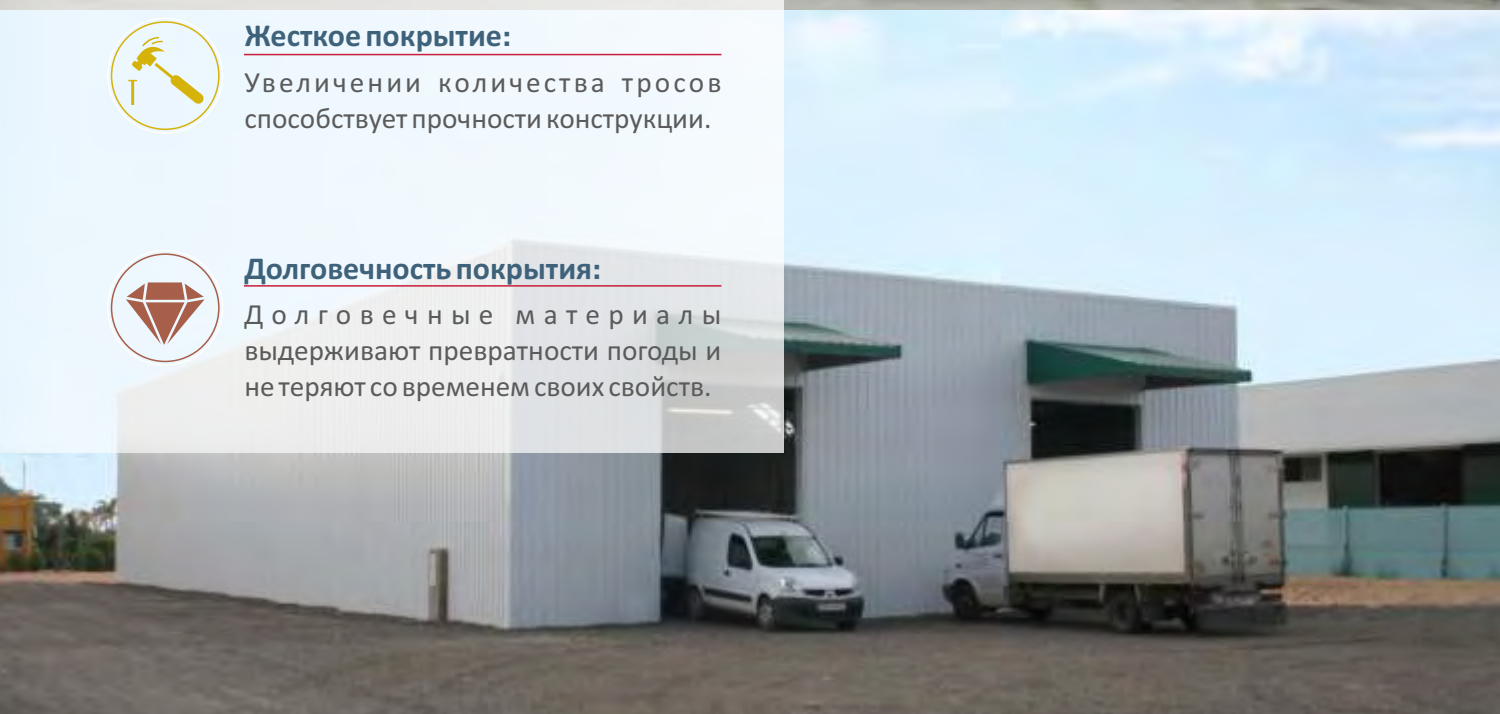 Жесткое покрытие:
Увеличении количества тросов
способствует прочности конструкции.
Долговечность покрытия:
Долговечные материалы
выдерживают превратности погоды и
не теряют со временем своих свойств.